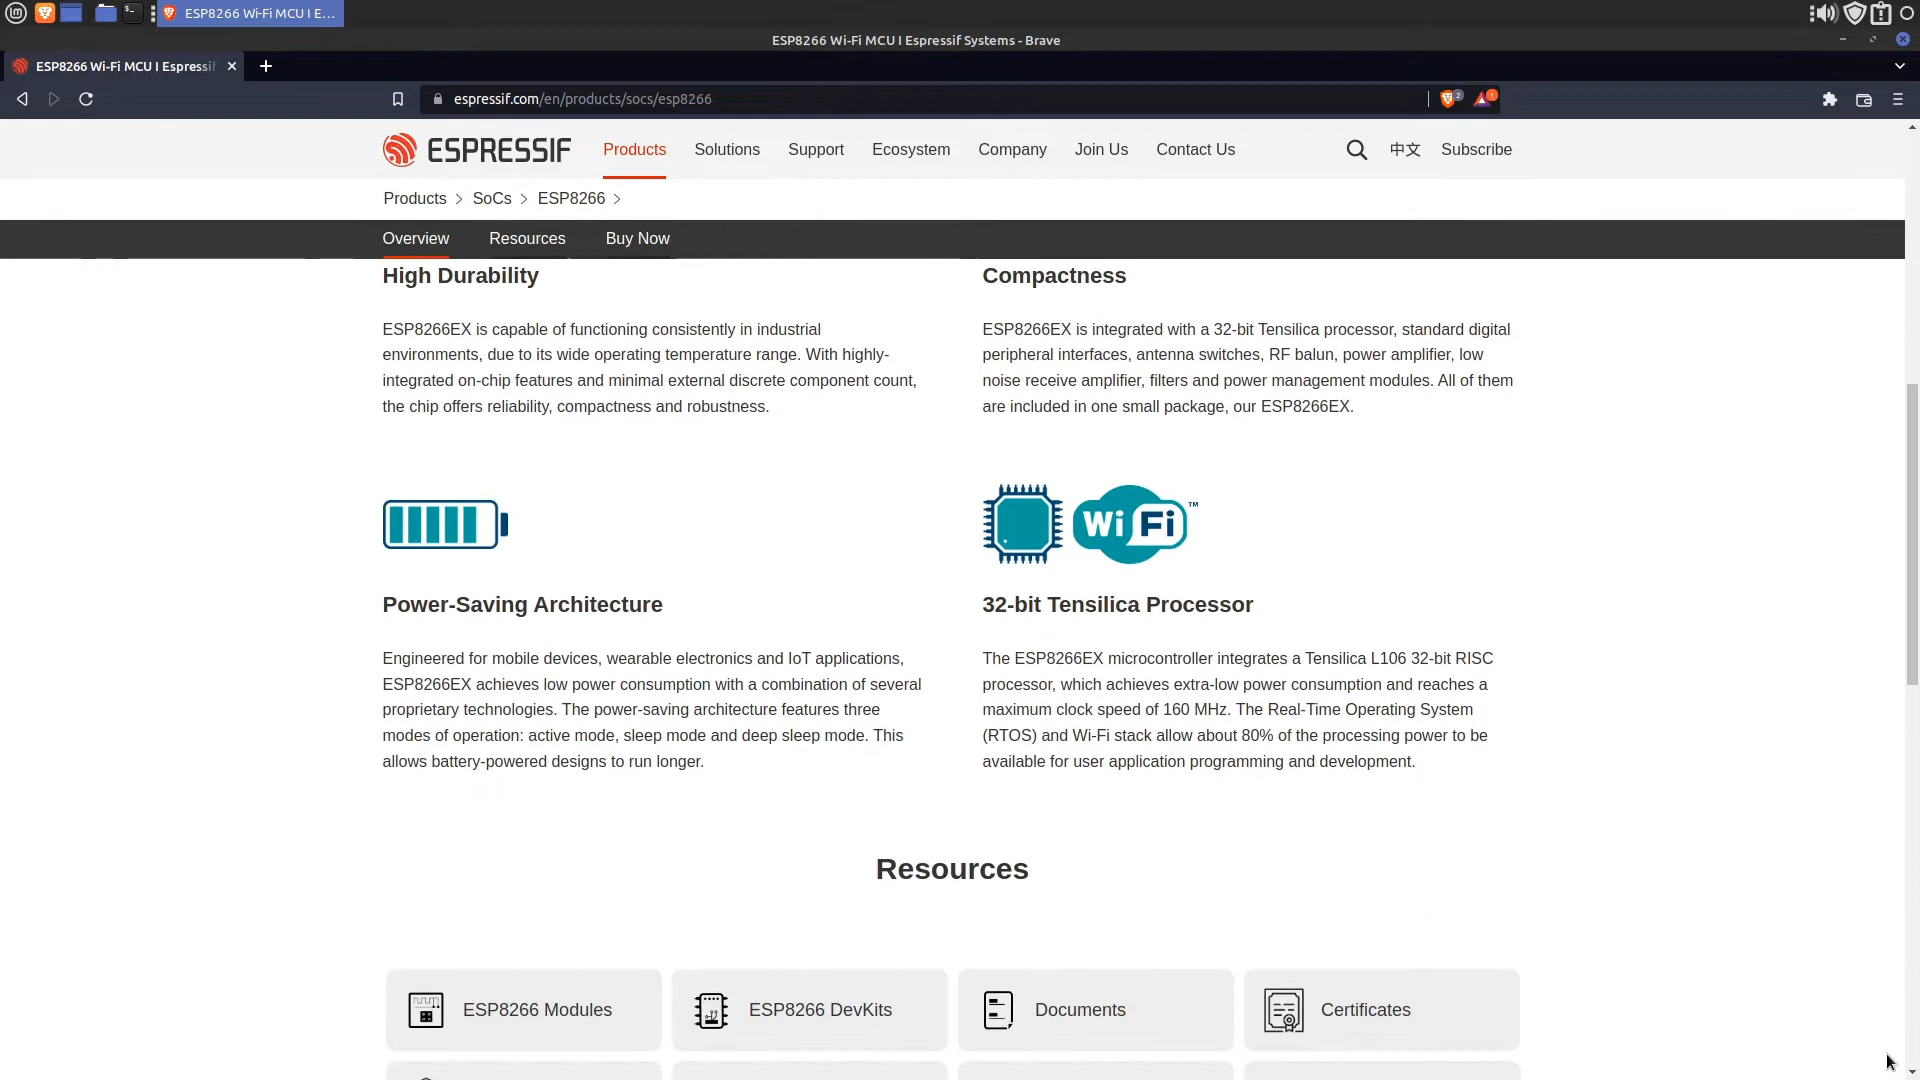 ESP8266 Wi-Fi MCU I E...
ESP8266 Wi-Fi MCU I Espressif Systems - Brave
ESP8266 Wi-Fi MCU I Espressif
espressif.com/en/products/socs/esp8266
2
1
ESPRESSIF
Products
Solutions
Support
Ecosystem
Company
Join Us
Contact Us
中文
Subscribe
Products > SoCs > ESP8266 >
Overview
Resources
Buy Now
High Durability
ESP8266EX is capable of functioning consistently in industrial
environments, due to its wide operating temperature range. With highly-
integrated on-chip features and minimal external discrete component count,
the chip offers reliability, compactness and robustness.
Compactness
ESP8266EX is integrated with a 32-bit Tensilica processor, standard digital
peripheral interfaces, antenna switches, RF balun, power amplifier, low
noise receive amplifier, filters and power management modules. All of them
are included in one small package, our ESP8266EX.
Wi Fi TM
Power-Saving Architecture
Engineered for mobile devices, wearable electronics and IoT applications,
ESP8266EX achieves low power consumption with a combination of several
proprietary technologies. The power-saving architecture features three
modes of operation: active mode, sleep mode and deep sleep mode. This
allows battery-powered designs to run longer.
32-bit Tensilica Processor
The ESP8266EX microcontroller integrates a Tensilica L106 32-bit RISC
processor, which achieves extra-low power consumption and reaches a
maximum clock speed of 160 MHz. The Real-Time Operating System
(RTOS) and Wi-Fi stack allow about 80% of the processing power to be
available for user application programming and development.
Resources
ESP8266 Modules
ESP8266 DevKits
Documents
Certificates